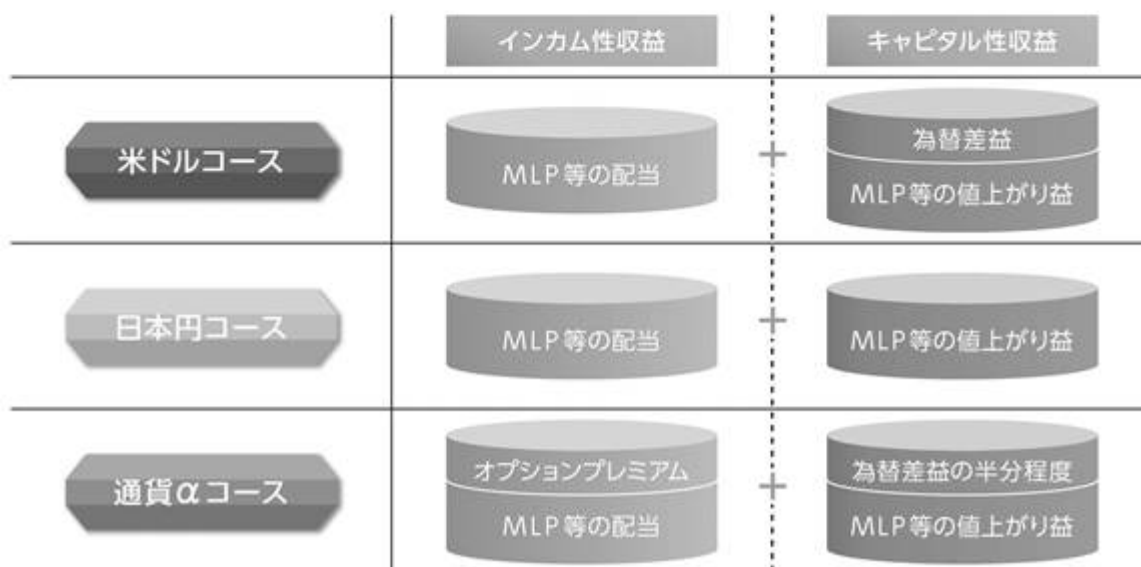 インカム性収益
キャピタル性収益
米ドルコース
MLP等の配当
+
為替差益
MLP等の値上がり益
日本円コース
MLP等の配当
+
MLP等の値上がり益
通貨αコース
オプションプレミアム
MLP等の配当
+
為替差益の半分程度
MLP等の値上がり益